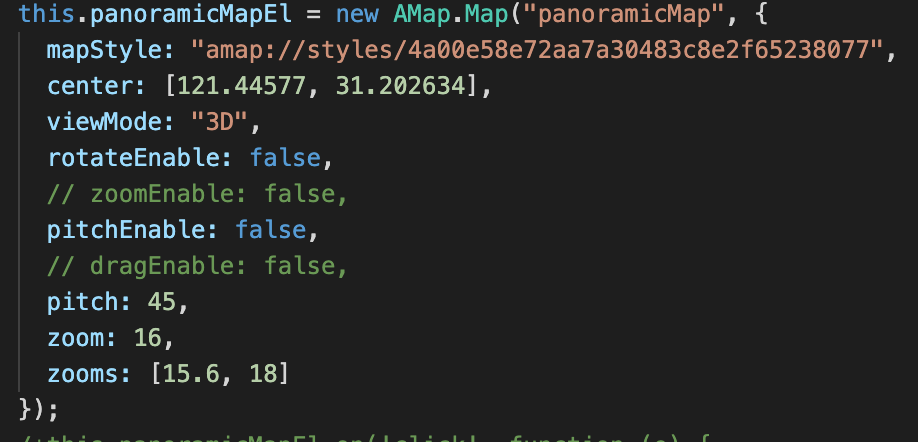 this.panoramicMapEl = new AMap.Map("panoramicMap", {
mapStyle: "amap://styles/4a00e58e72aa7a30483c8e2f65238077",
center: [121.44577, 31.202634],
viewMode: "3D",
rotateEnable: false,
// zoomEnable: false,
pitchEnable: false,
// dragEnable: false,
pitch: 45,
zoom: 16,
zooms: [15.6, 18]
});